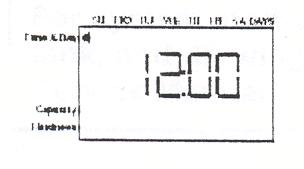 SU MO TU WE TH FR SA DAYS
Time & Day
12:00
Capacity
Hardness